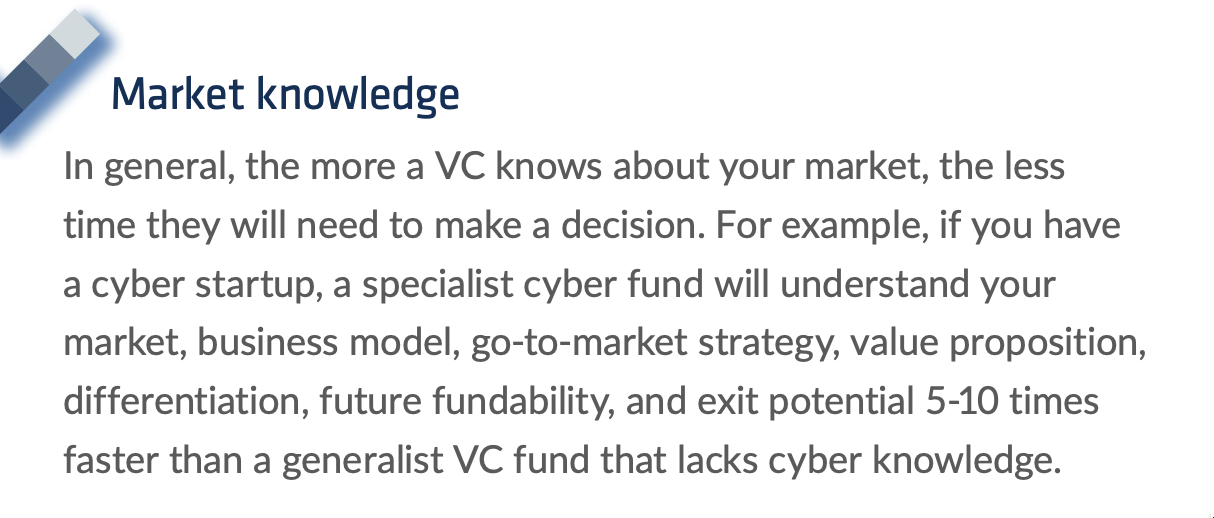 Market knowledge
In general, the more a VC knows about your market, the less
time they will need to make a decision. For example, if you have
a cyber startup, a specialist cyber fund will understand your
market, business model, go-to-market strategy, value proposition,
differentiation, future fundability, and exit potential 5-10 times
faster than a generalist VC fund that lacks cyber knowledge.